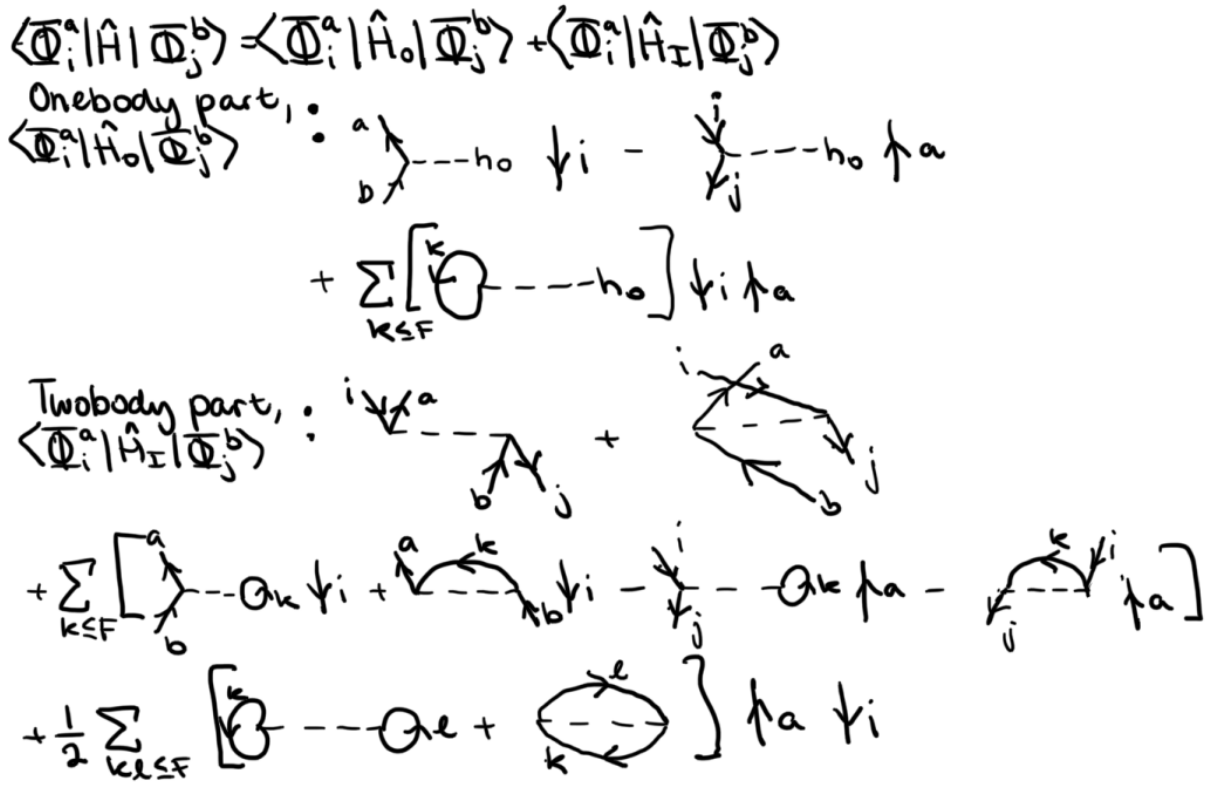 ⟨Φ_i^a|Ĥ|Φ_j^b⟩ = ⟨Φ_i^a|Ĥ_0|Φ_j^b⟩ + ⟨Φ_i^a|Ĥ_I|Φ_j^b⟩
Onebody part, :
⟨Φ_i^a|Ĥ_0|Φ_j^b⟩ a b ---h_0 i − i j ----h_0 a
+ Σ_{k≤F} [ k -----h_0 ] i a
Twobody part, :
⟨Φ_i^a|Ĥ_I|Φ_j^b⟩ i a b j + i a j b
+ Σ_{k≤F} [ a b --- k i + a k b i − i j --- k a − k i j a ]
+ 1/2 Σ_{kl≤F} [ k ---- l + l k ] a i